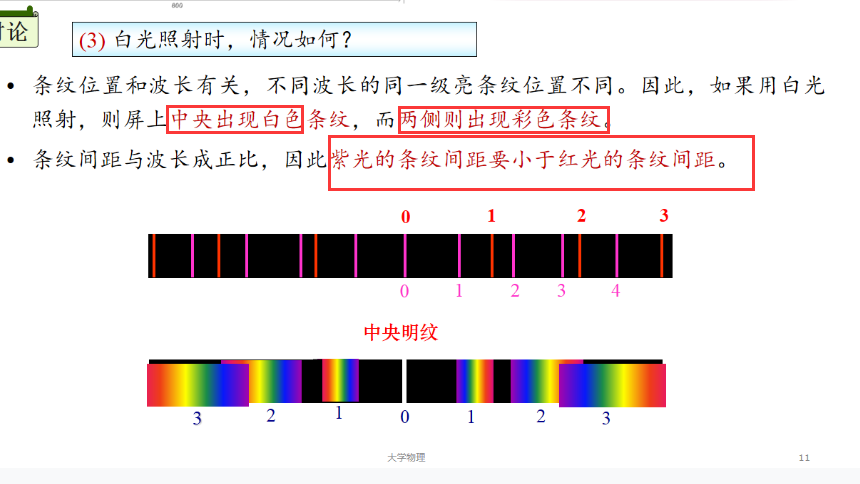 讨论
(3) 白光照射时，情况如何？
• 条纹位置和波长有关，不同波长的同一级亮条纹位置不同。因此，如果用白光
照射，则屏上中央出现白色条纹，而两侧则出现彩色条纹。
• 条纹间距与波长成正比，因此紫光的条纹间距要小于红光的条纹间距。
0 1 2 3
0 1 2 3 4
中央明纹
3 2 1 0 1 2 3
大学物理 11